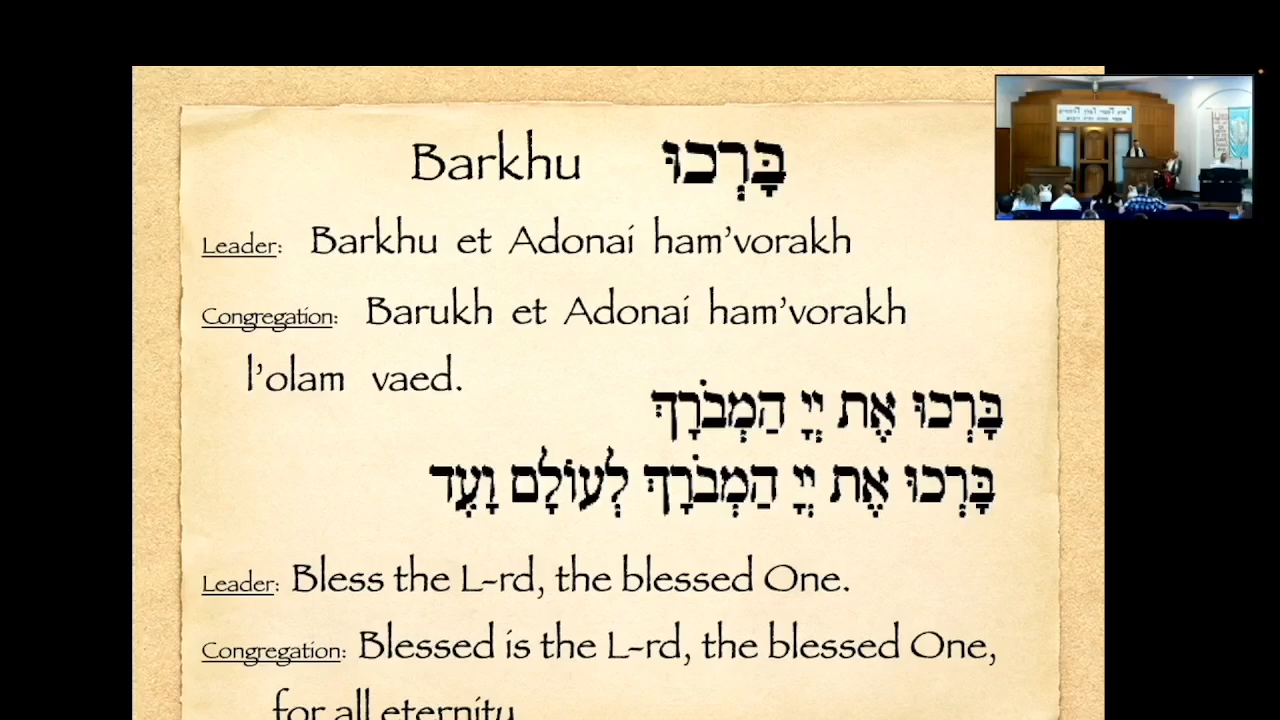 Barkhu בָּרְכוּ
Leader: Barkhu et Adonai ham'vorakh
Congregation: Barukh et Adonai ham'vorakh
l'olam vaed.
בָּרְכוּ אֶת יְיָ הַמְבֹרָךְ
בָּרְכוּ אֶת יְיָ הַמְבֹרָךְ לְעוֹלָם וָעֶד
Leader: Bless the L-rd, the blessed One.
Congregation: Blessed is the L-rd, the blessed One,
for all eternity